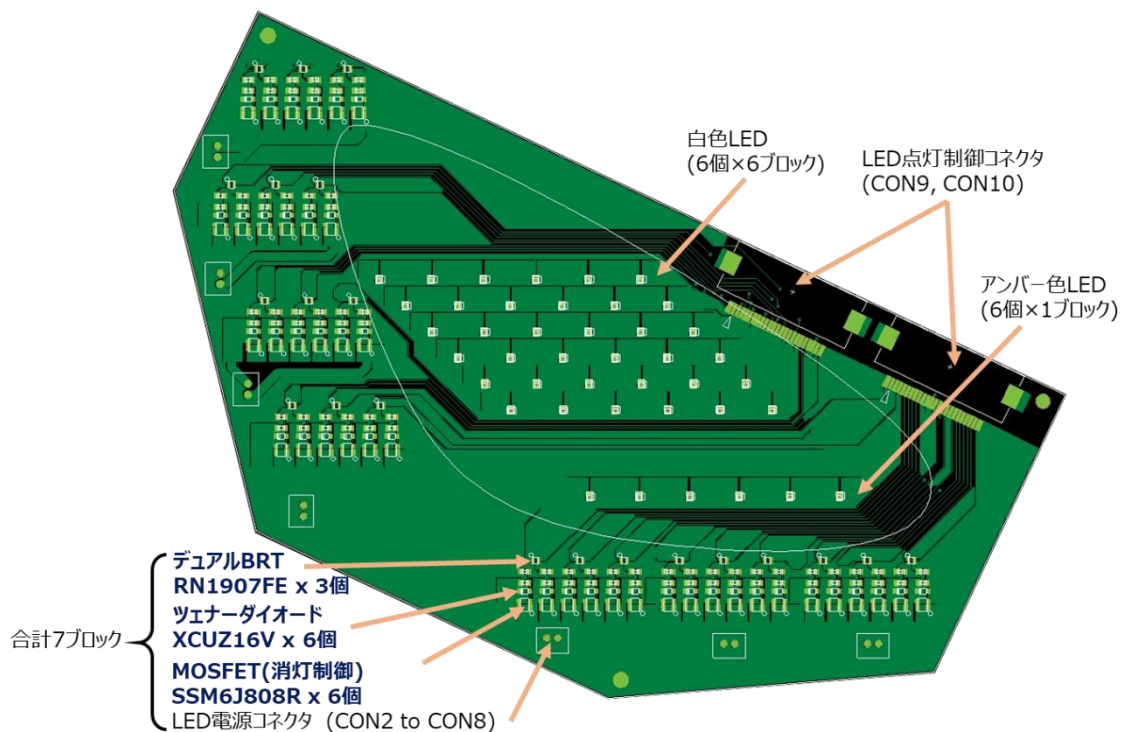 白色LED
(6個×6ブロック)
LED点灯制御コネクタ
(CON9, CON10)
アンバー色LED
(6個×1ブロック)
合計7ブロック
デュアルBRT
RN1907FE x 3個
ツェナーダイオード
XCUZ16V x 6個
MOSFET(消灯制御)
SSM6J808R x 6個
LED電源コネクタ (CON2 to CON8)